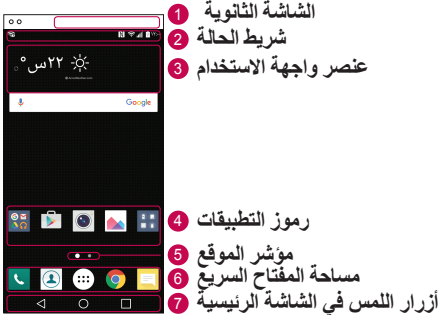 الشاشة الثانوية 1
شريط الحالة 2
عنصر واجهة الاستخدام 3
٢٢س°
Google
رموز التطبيقات 4
مؤشر الموقع 5
مساحة المفتاح السريع 6
أزرار اللمس في الشاشة الرئيسية 7